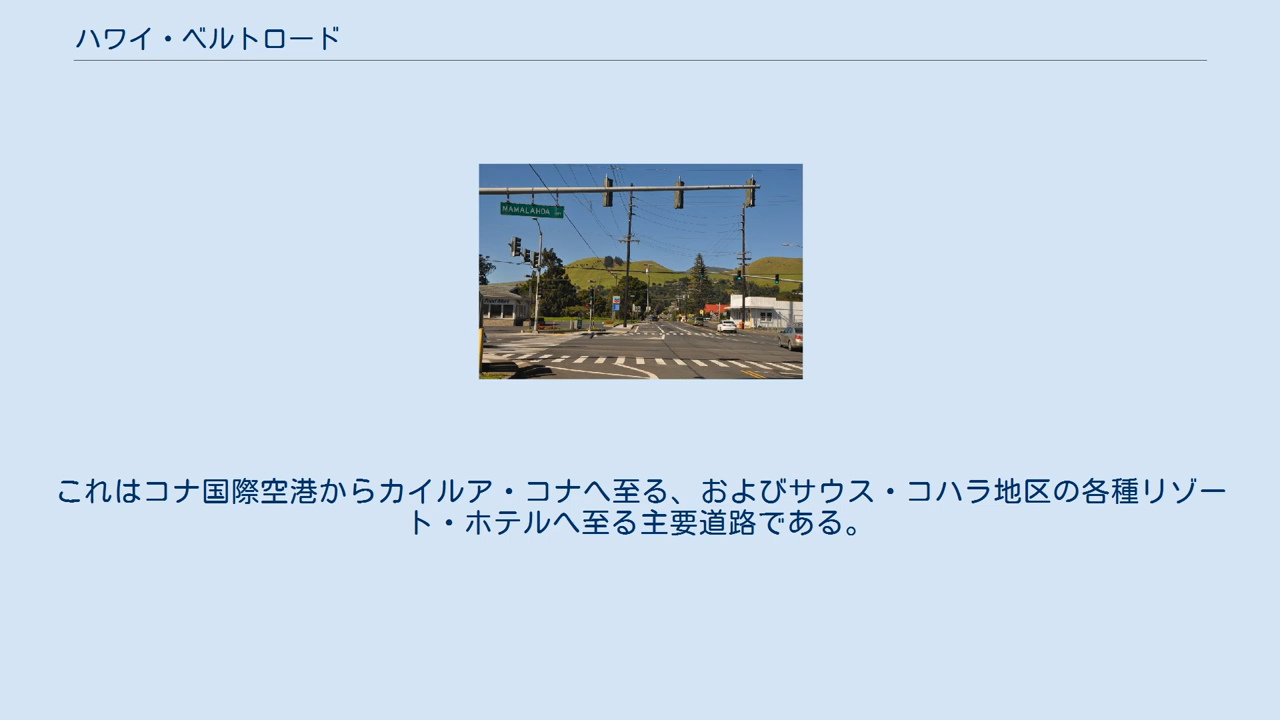 ハワイ・ベルトロード
MAMALAHOA
これはコナ国際空港からカイルア・コナへ至る、およびサウス・コハラ地区の各種リゾー
ト・ホテルへ至る主要道路である。